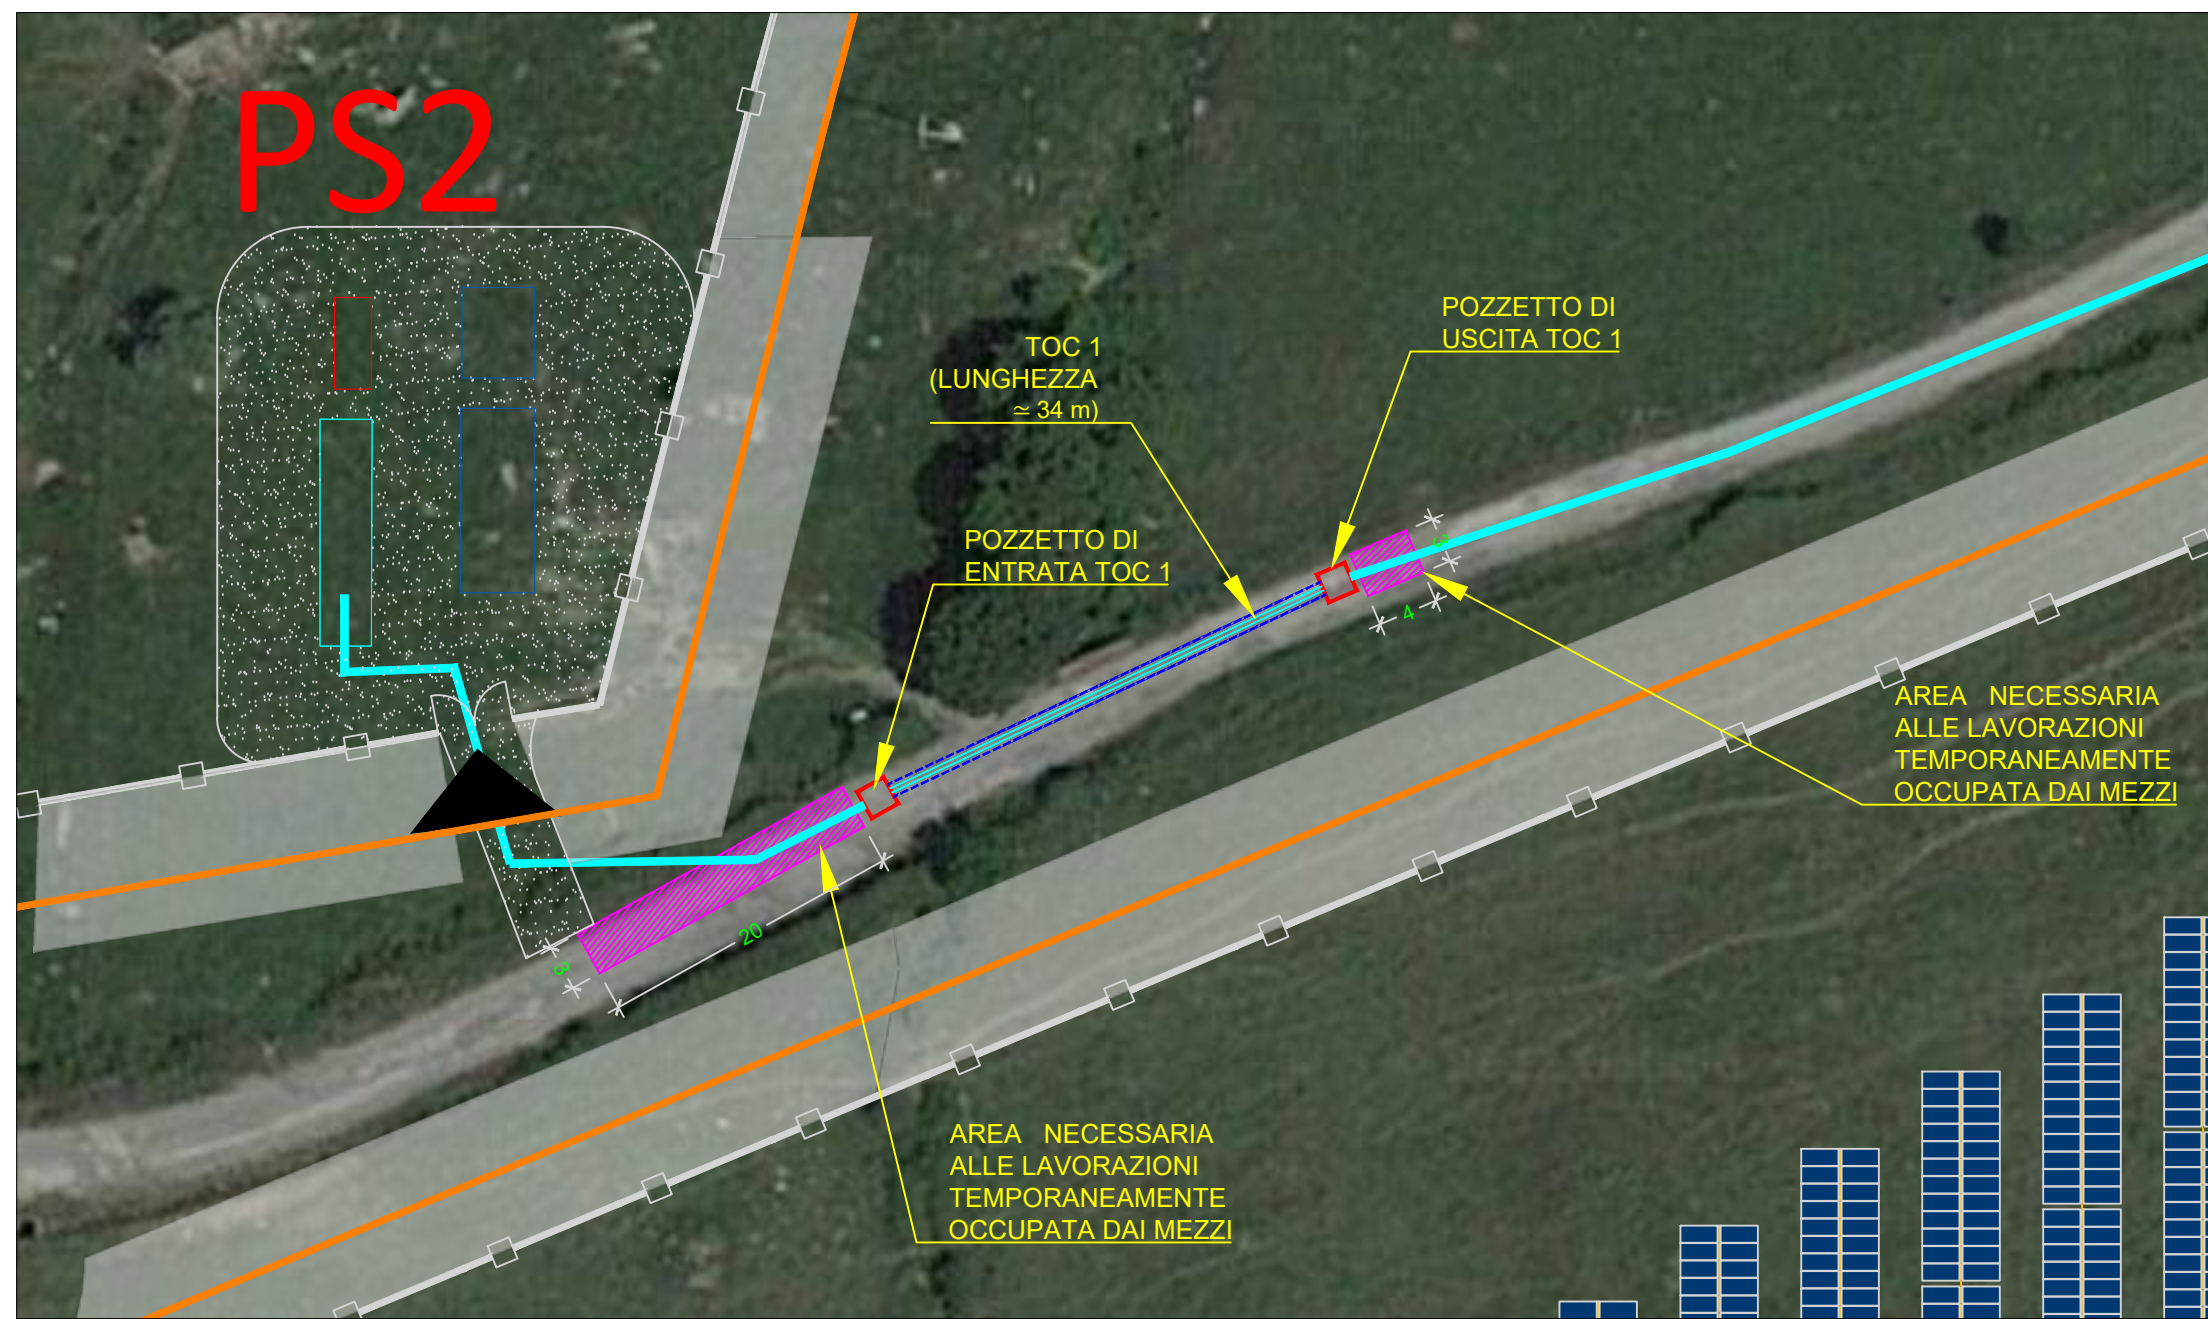 PS2
POZZETTO DI
USCITA TOC 1
TOC 1
(LUNGHEZZA
≃ 34 m)
POZZETTO DI
ENTRATA TOC 1
3
4
AREA NECESSARIA
ALLE LAVORAZIONI
TEMPORANEAMENTE
OCCUPATA DAI MEZZI
20
3
AREA NECESSARIA
ALLE LAVORAZIONI
TEMPORANEAMENTE
OCCUPATA DAI MEZZI